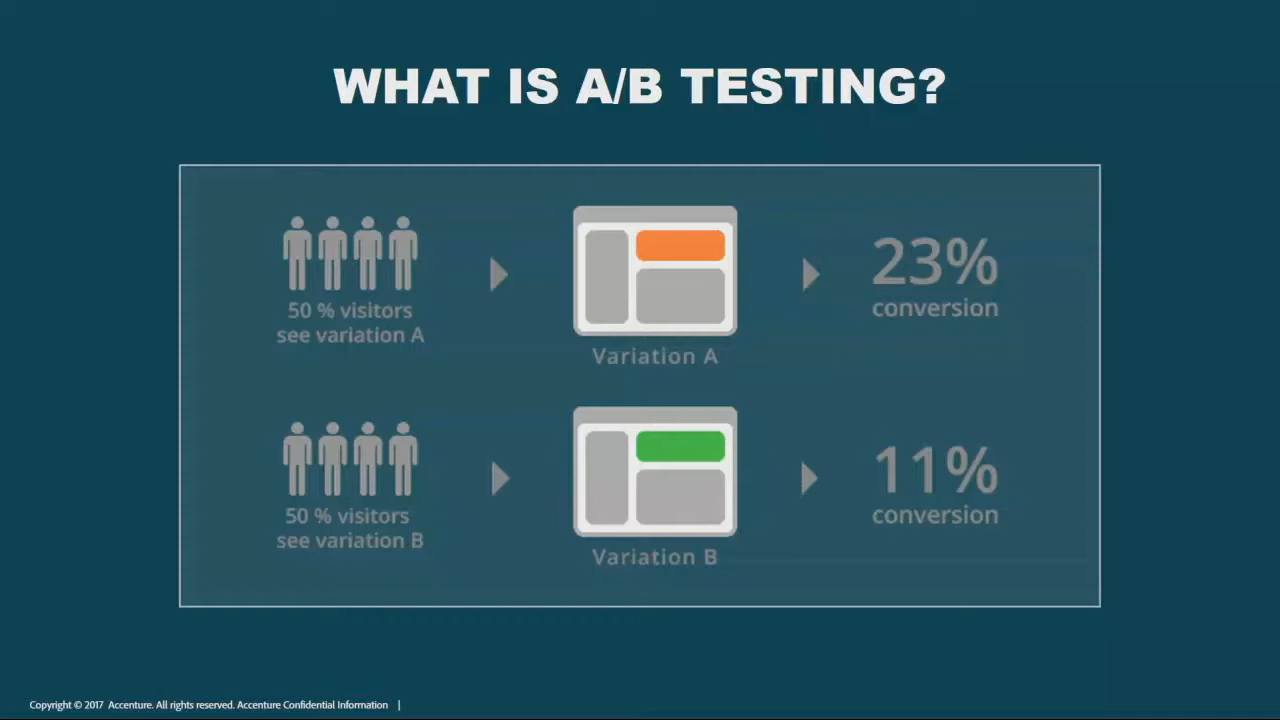 WHAT IS A/B TESTING?
50 % visitors
see variation A
Variation A
23%
conversion
50 % visitors
see variation B
Variation B
11%
conversion
Copyright © 2017 Accenture. All rights reserved. Accenture Confidential Information |